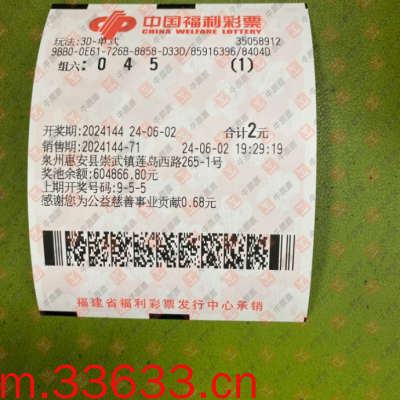 中国福利彩票
CHINA WELFARE LOTTERY
玩法:3D-单式 35058912
9BB0-0E61-726B-8858-D33D/85916396/8404D
组六: 0 4 5 (1)
开奖期:2024144 24-06-02 合计2元
销售期:2024144-71 24-06-02 19:29:19
泉州惠安县崇武镇莲岛西路265-1号
奖池余额:604866.80元
上期开奖号码:9-5-5
感谢您为公益慈善事业贡献0.68元
福建省福利彩票发行中心承销
m.33633.cn